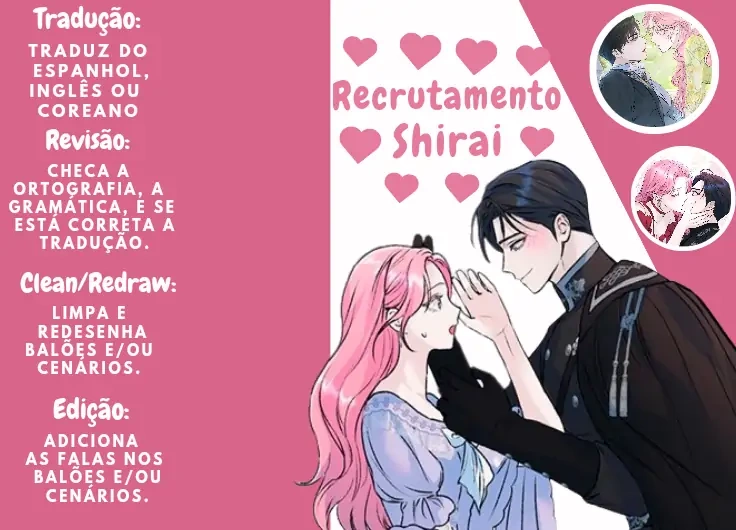 Tradução:
TRADUZ DO
ESPANHOL,
INGLÊS OU
COREANO
Revisão:
CHECA A
ORTOGRAFIA, A
GRAMÁTICA, E SE
ESTÁ CORRETA A
TRADUÇÃO.
Clean/Redraw:
LIMPA E
REDESENHA
BALÕES E/OU
CENÁRIOS.
Edição:
ADICIONA
AS FALAS NOS
BALÕES E/OU
CENÁRIOS.
Recrutamento
Shirai